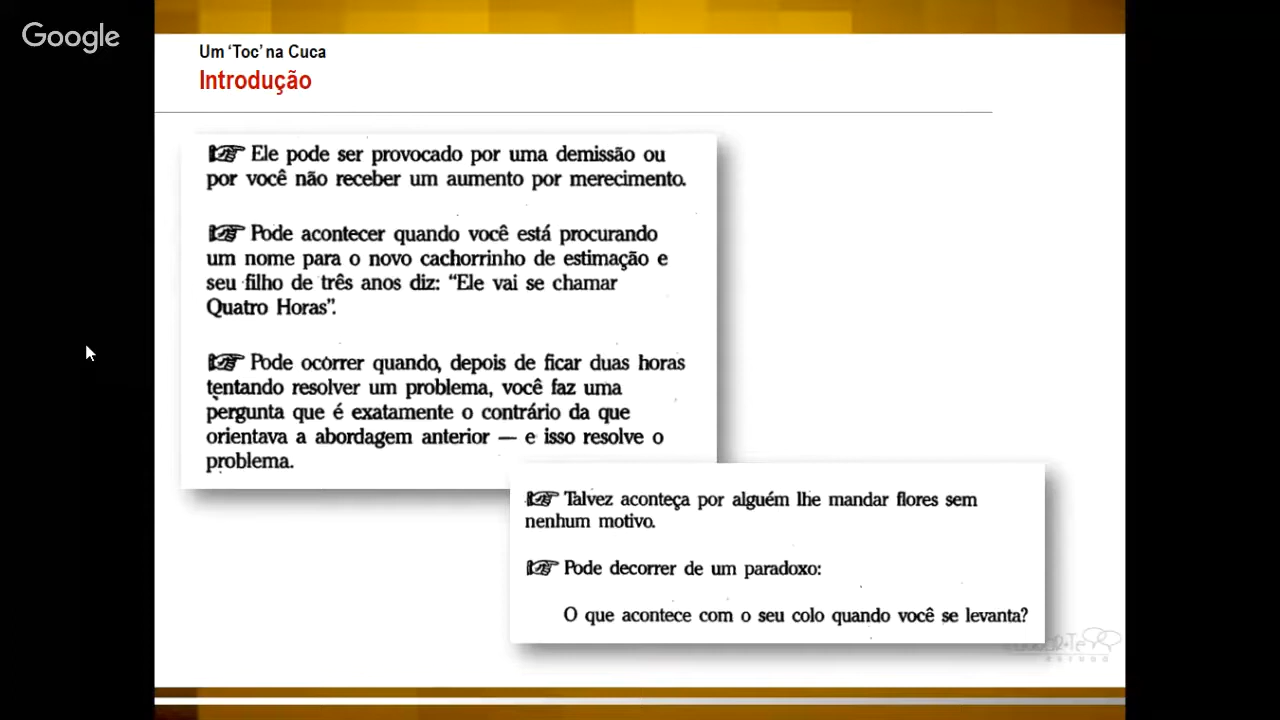 Google
Um ‘Toc’ na Cuca
Introdução
Ele pode ser provocado por uma demissão ou
por você não receber um aumento por merecimento.
Pode acontecer quando você está procurando
um nome para o novo cachorrinho de estimação e
seu filho de três anos diz: “Ele vai se chamar
Quatro Horas”.
Pode ocorrer quando, depois de ficar duas horas
tentando resolver um problema, você faz uma
pergunta que é exatamente o contrário da que
orientava a abordagem anterior — e isso resolve o
problema.
Talvez aconteça por alguém lhe mandar flores sem
nenhum motivo.
Pode decorrer de um paradoxo:
O que acontece com o seu colo quando você se levanta?